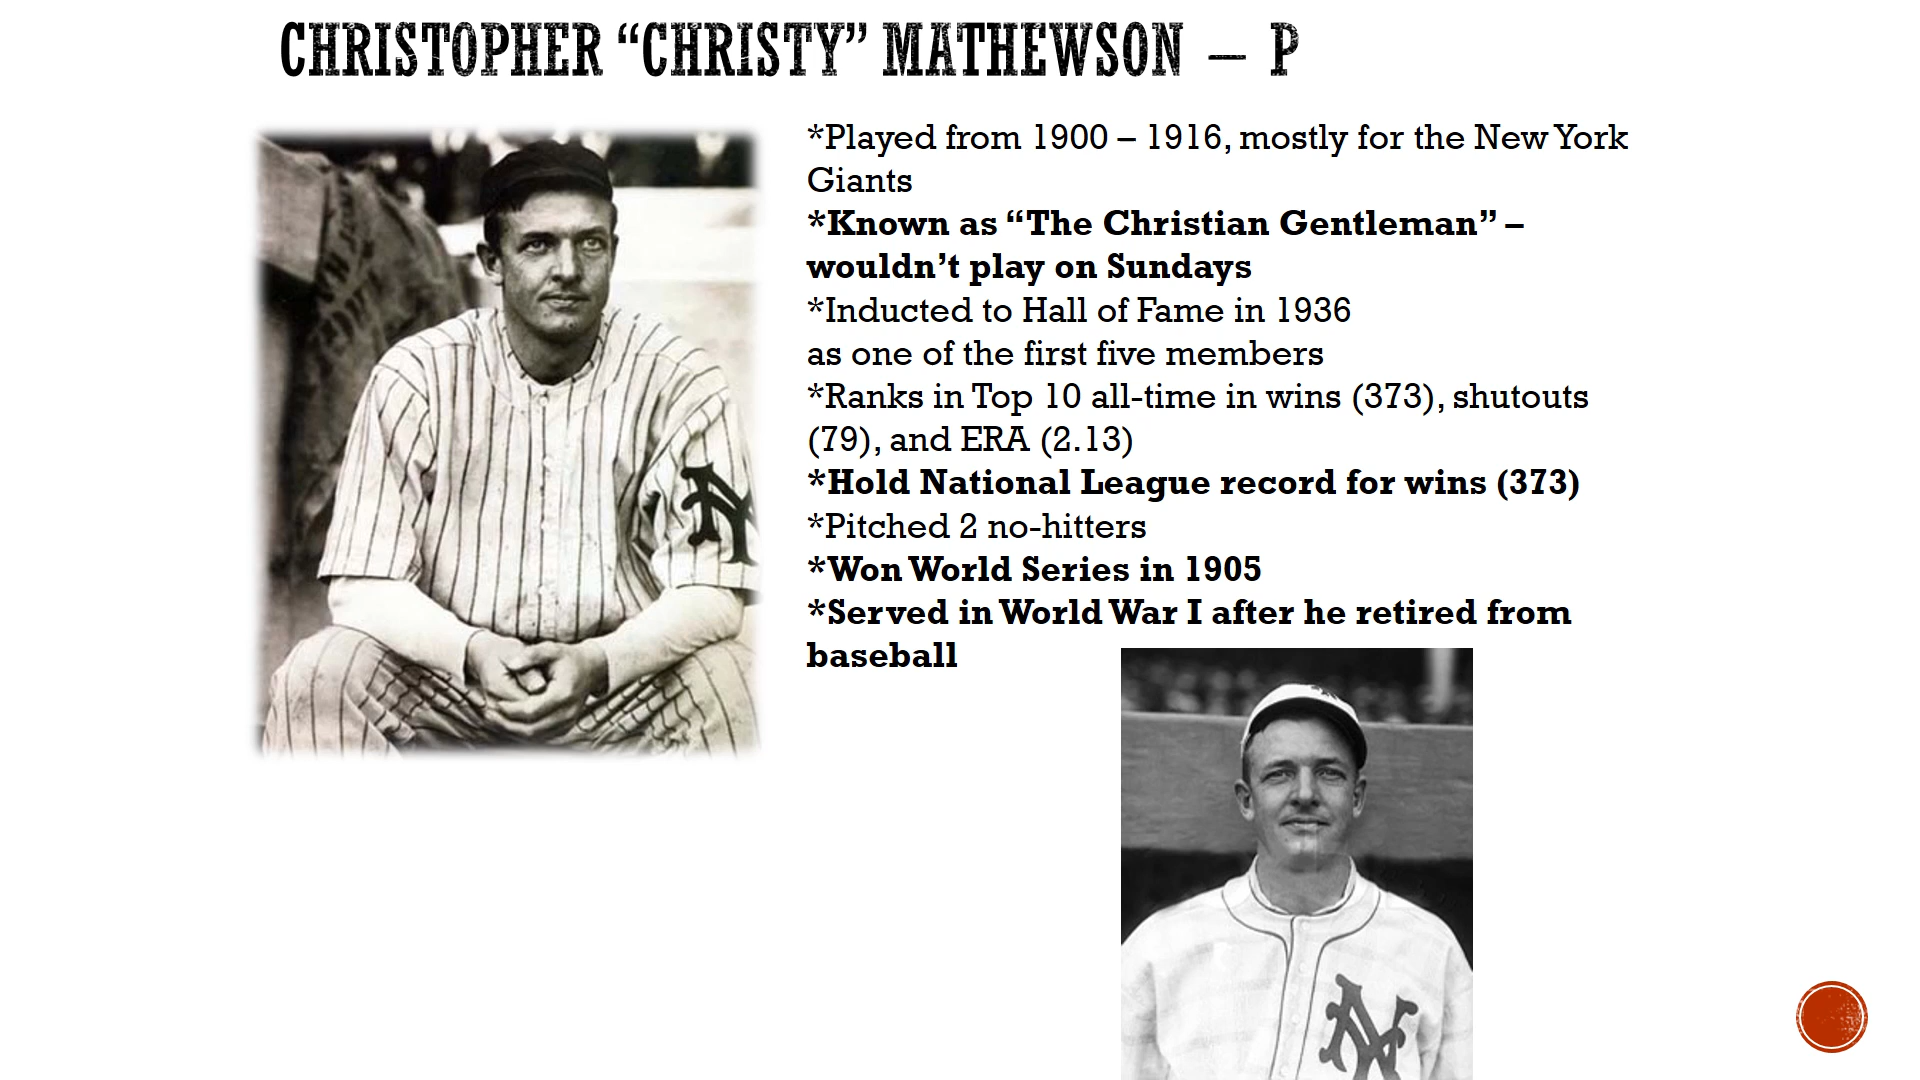 CHRISTOPHER “CHRISTY” MATHEWSON – P
*Played from 1900 – 1916, mostly for the New York
Giants
*Known as “The Christian Gentleman” –
wouldn’t play on Sundays
*Inducted to Hall of Fame in 1936
as one of the first five members
*Ranks in Top 10 all-time in wins (373), shutouts
(79), and ERA (2.13)
*Hold National League record for wins (373)
*Pitched 2 no-hitters
*Won World Series in 1905
*Served in World War I after he retired from
baseball
NY
NY